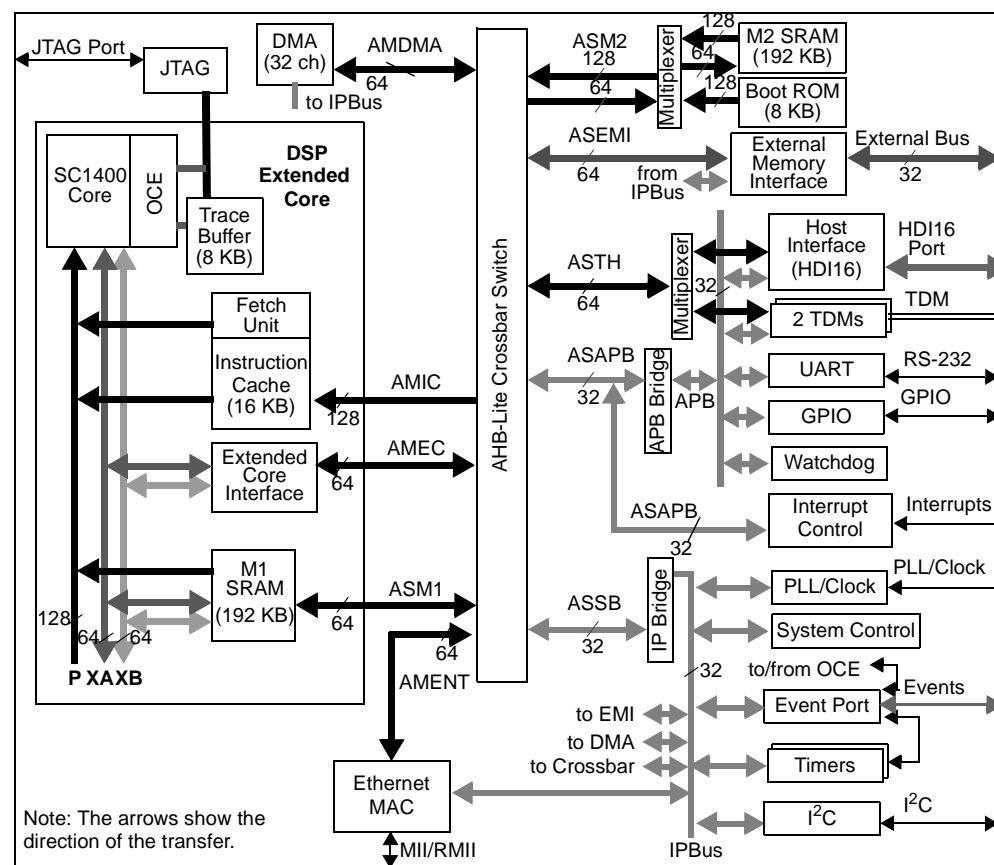 JTAG Port
JTAG
DMA
(32 ch)
to IPBus
AMDMA
64
ASM2
128
64
Multiplexer
128
64
M2 SRAM
(192 KB)
128
Boot ROM
(8 KB)
ASEMI
64
from
IPBus
External
Memory
Interface
External Bus
32
DSP
Extended
Core
SC1400
Core
OCE
Trace
Buffer
(8 KB)
Fetch
Unit
Instruction
Cache
(16 KB)
AMIC
128
Extended
Core
Interface
AMEC
64
M1
SRAM
(192 KB)
ASM1
64
128
64
64
P XA XB
AHB-Lite Crossbar Switch
ASTH
64
Multiplexer
32
Host
Interface
(HDI16)
HDI16
Port
2 TDMs
TDM
ASAPB
32
APB Bridge
APB
UART
RS-232
GPIO
GPIO
Watchdog
ASAPB
32
Interrupt
Control
Interrupts
ASSB
32
IP Bridge
32
PLL/Clock
PLL/Clock
System Control
to/from OCE
Event Port
Events
to EMI
to DMA
to Crossbar
Timers
I2C
I2C
IPBus
64
AMENT
Ethernet
MAC
MII/RMII
Note: The arrows show the
direction of the transfer.